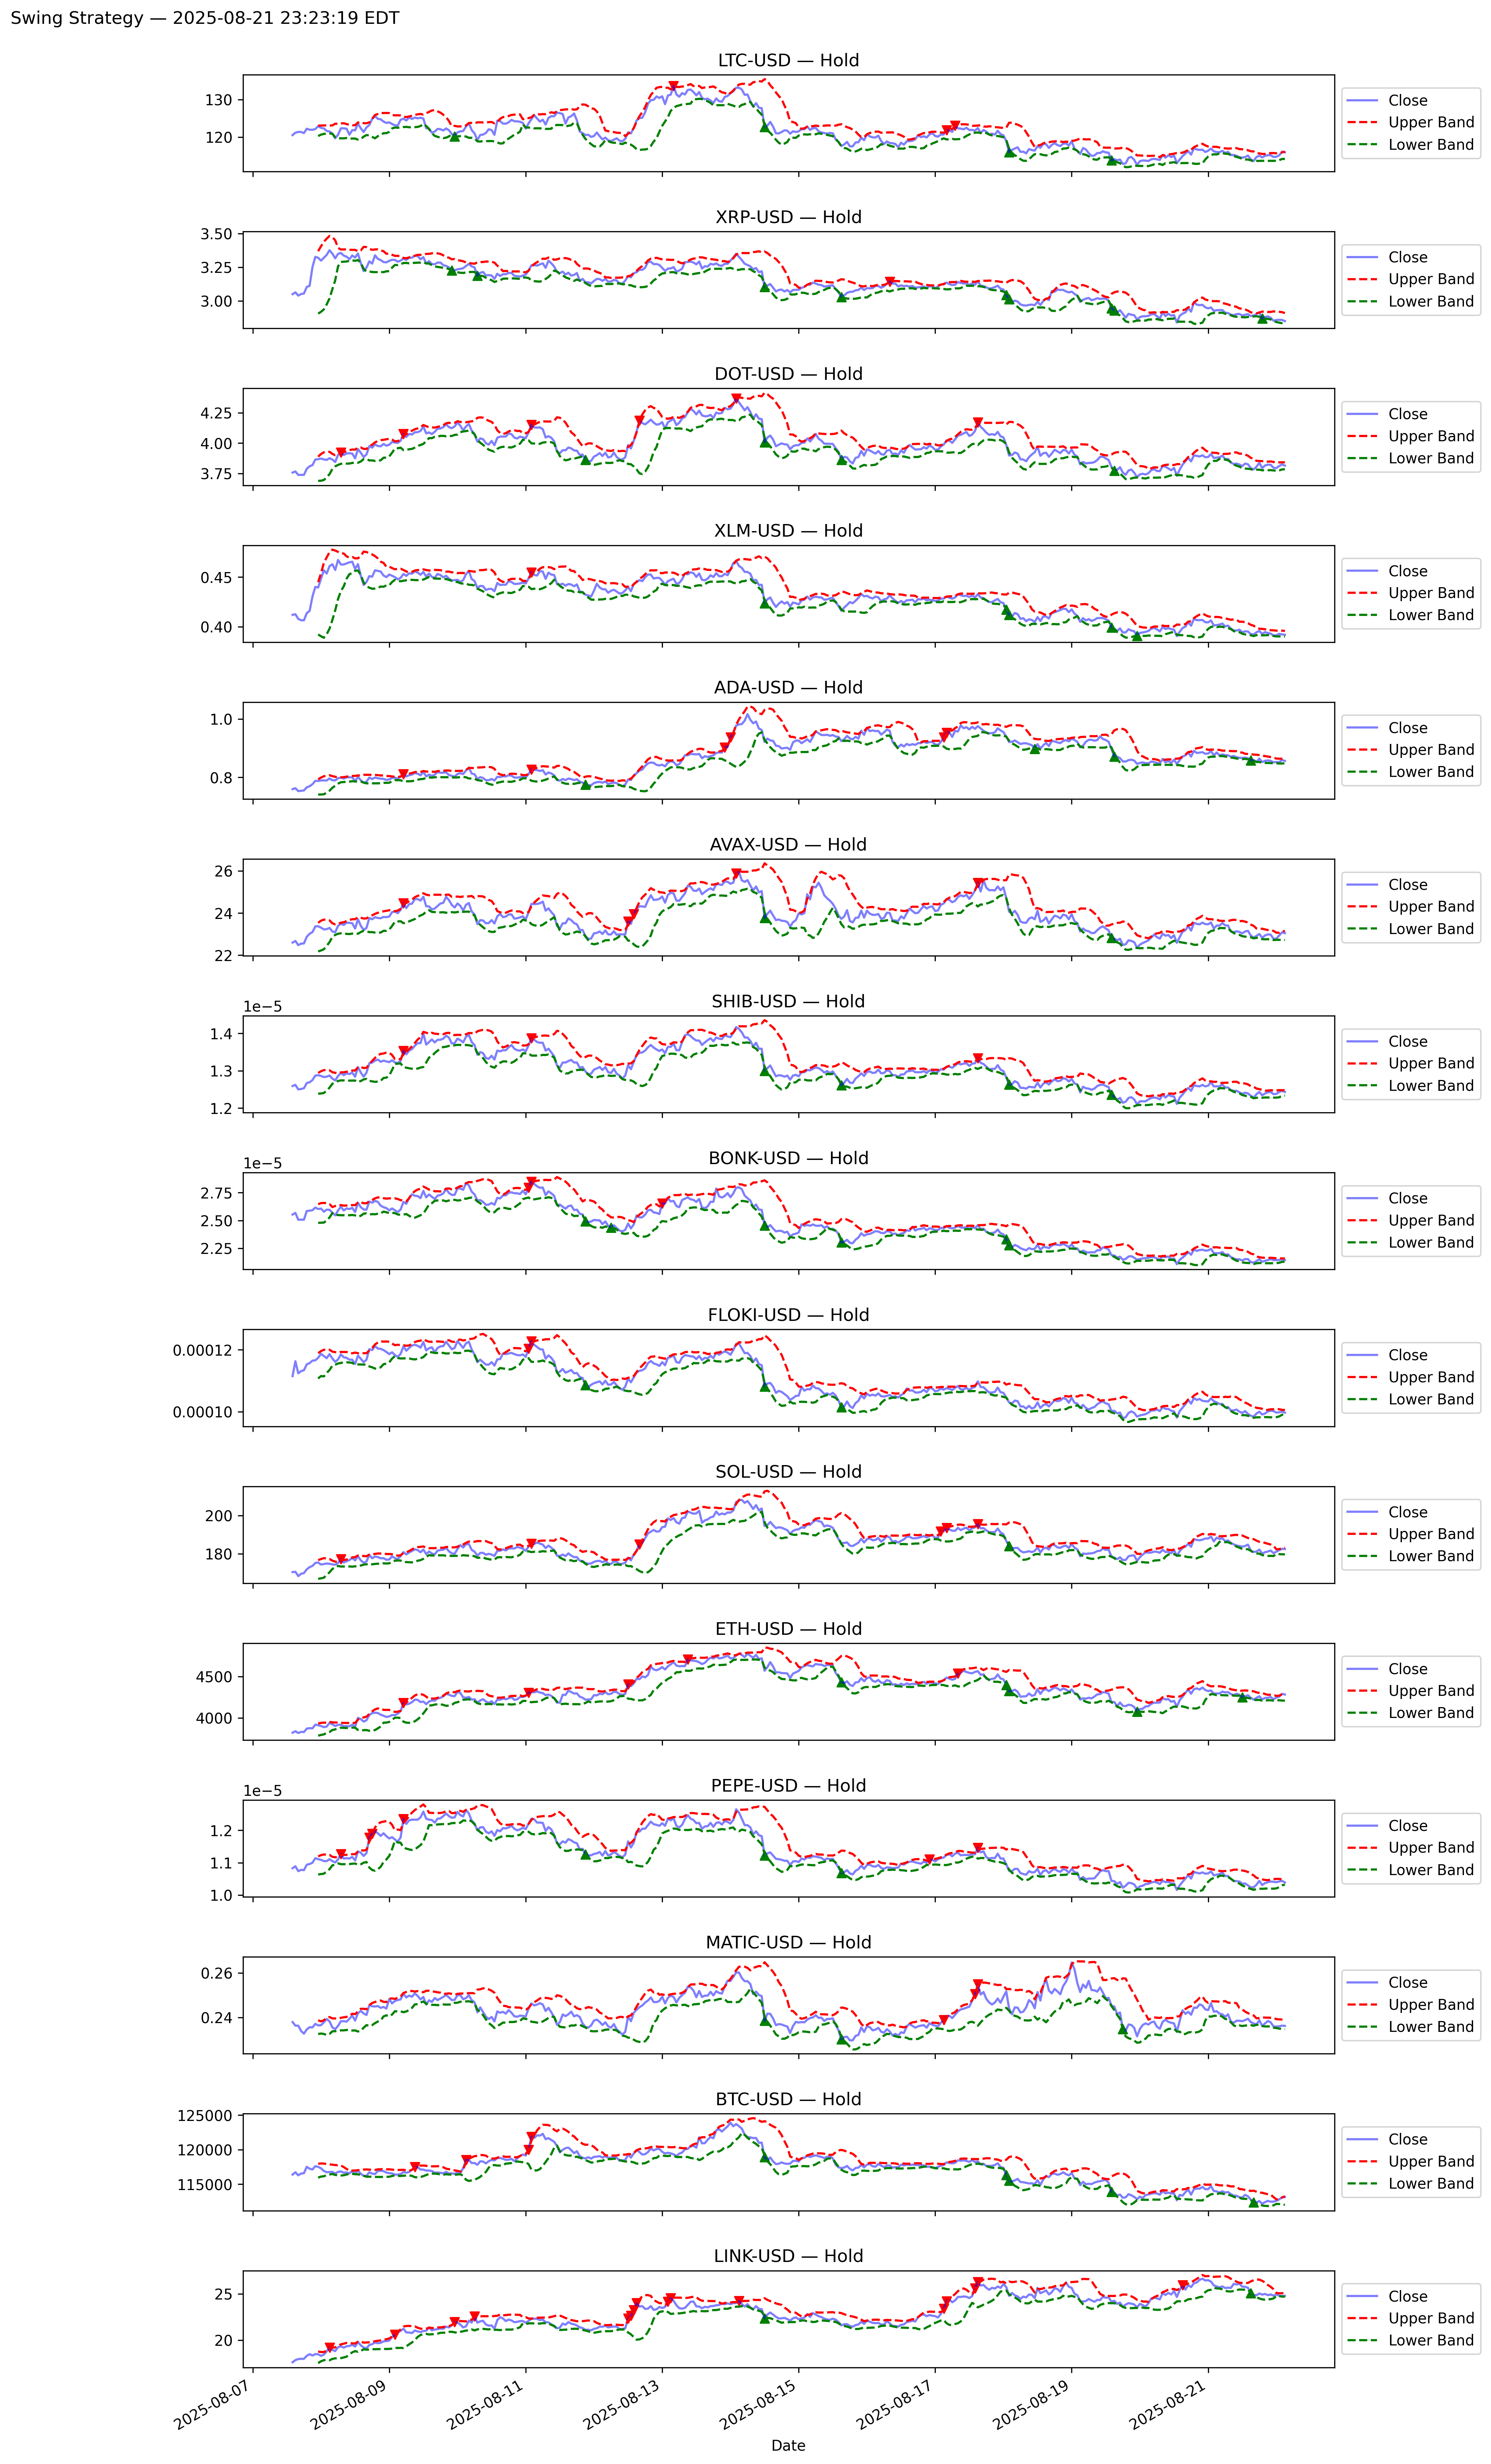 Swing Strategy — 2025-08-21 23:23:19 EDT
LTC-USD — Hold
130
120
Close
Upper Band
Lower Band
XRP-USD — Hold
3.50
3.25
3.00
Close
Upper Band
Lower Band
DOT-USD — Hold
4.25
4.00
3.75
Close
Upper Band
Lower Band
XLM-USD — Hold
0.45
0.40
Close
Upper Band
Lower Band
ADA-USD — Hold
1.0
0.8
Close
Upper Band
Lower Band
AVAX-USD — Hold
26
24
22
Close
Upper Band
Lower Band
SHIB-USD — Hold
1e−5
1.4
1.3
1.2
Close
Upper Band
Lower Band
BONK-USD — Hold
1e−5
2.75
2.50
2.25
Close
Upper Band
Lower Band
FLOKI-USD — Hold
0.00012
0.00010
Close
Upper Band
Lower Band
SOL-USD — Hold
200
180
Close
Upper Band
Lower Band
ETH-USD — Hold
4500
4000
Close
Upper Band
Lower Band
PEPE-USD — Hold
1e−5
1.2
1.1
1.0
Close
Upper Band
Lower Band
MATIC-USD — Hold
0.26
0.24
Close
Upper Band
Lower Band
BTC-USD — Hold
125000
120000
115000
Close
Upper Band
Lower Band
LINK-USD — Hold
25
20
Close
Upper Band
Lower Band
2025-08-07
2025-08-09
2025-08-11
2025-08-13
2025-08-15
2025-08-17
2025-08-19
2025-08-21
Date